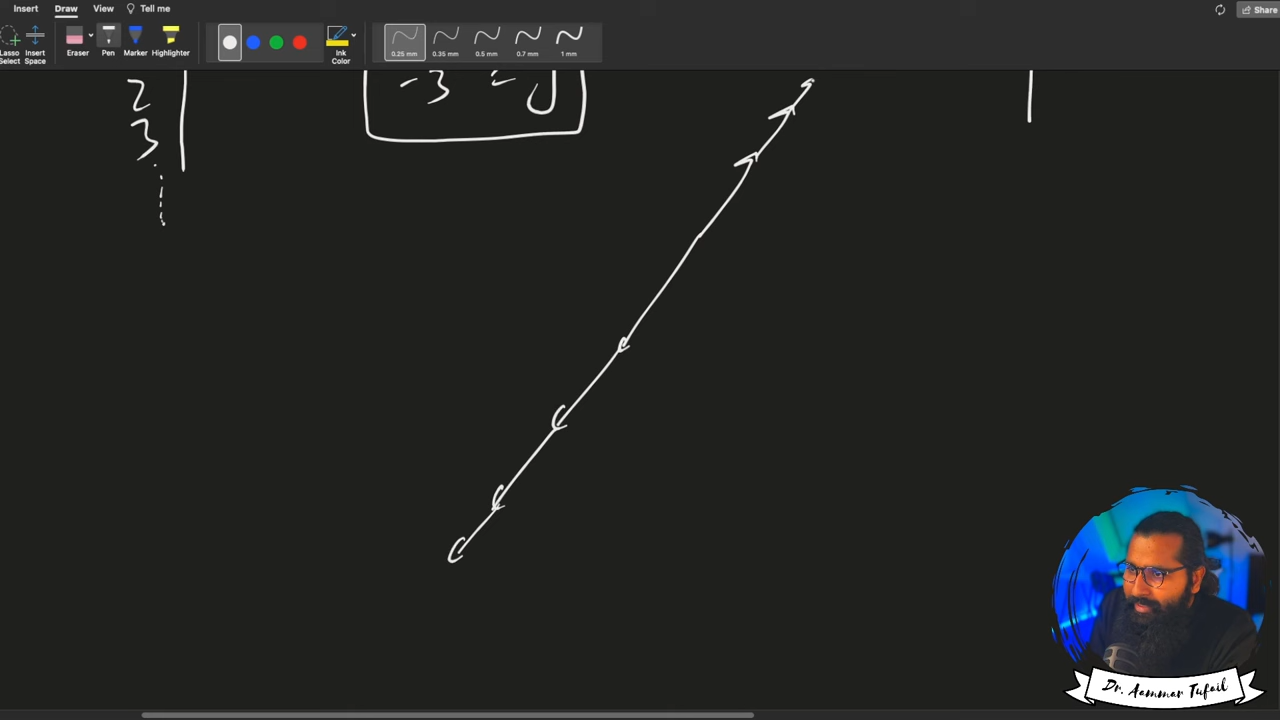 Insert Draw View Tell me
Share
Lasso Select
Insert Space
Eraser
Pen
Marker
Highlighter
Ink Color
0.25 mm
0.35 mm
0.5 mm
0.7 mm
1 mm
2
3
-3 = y
Dr. Aammar Tufail